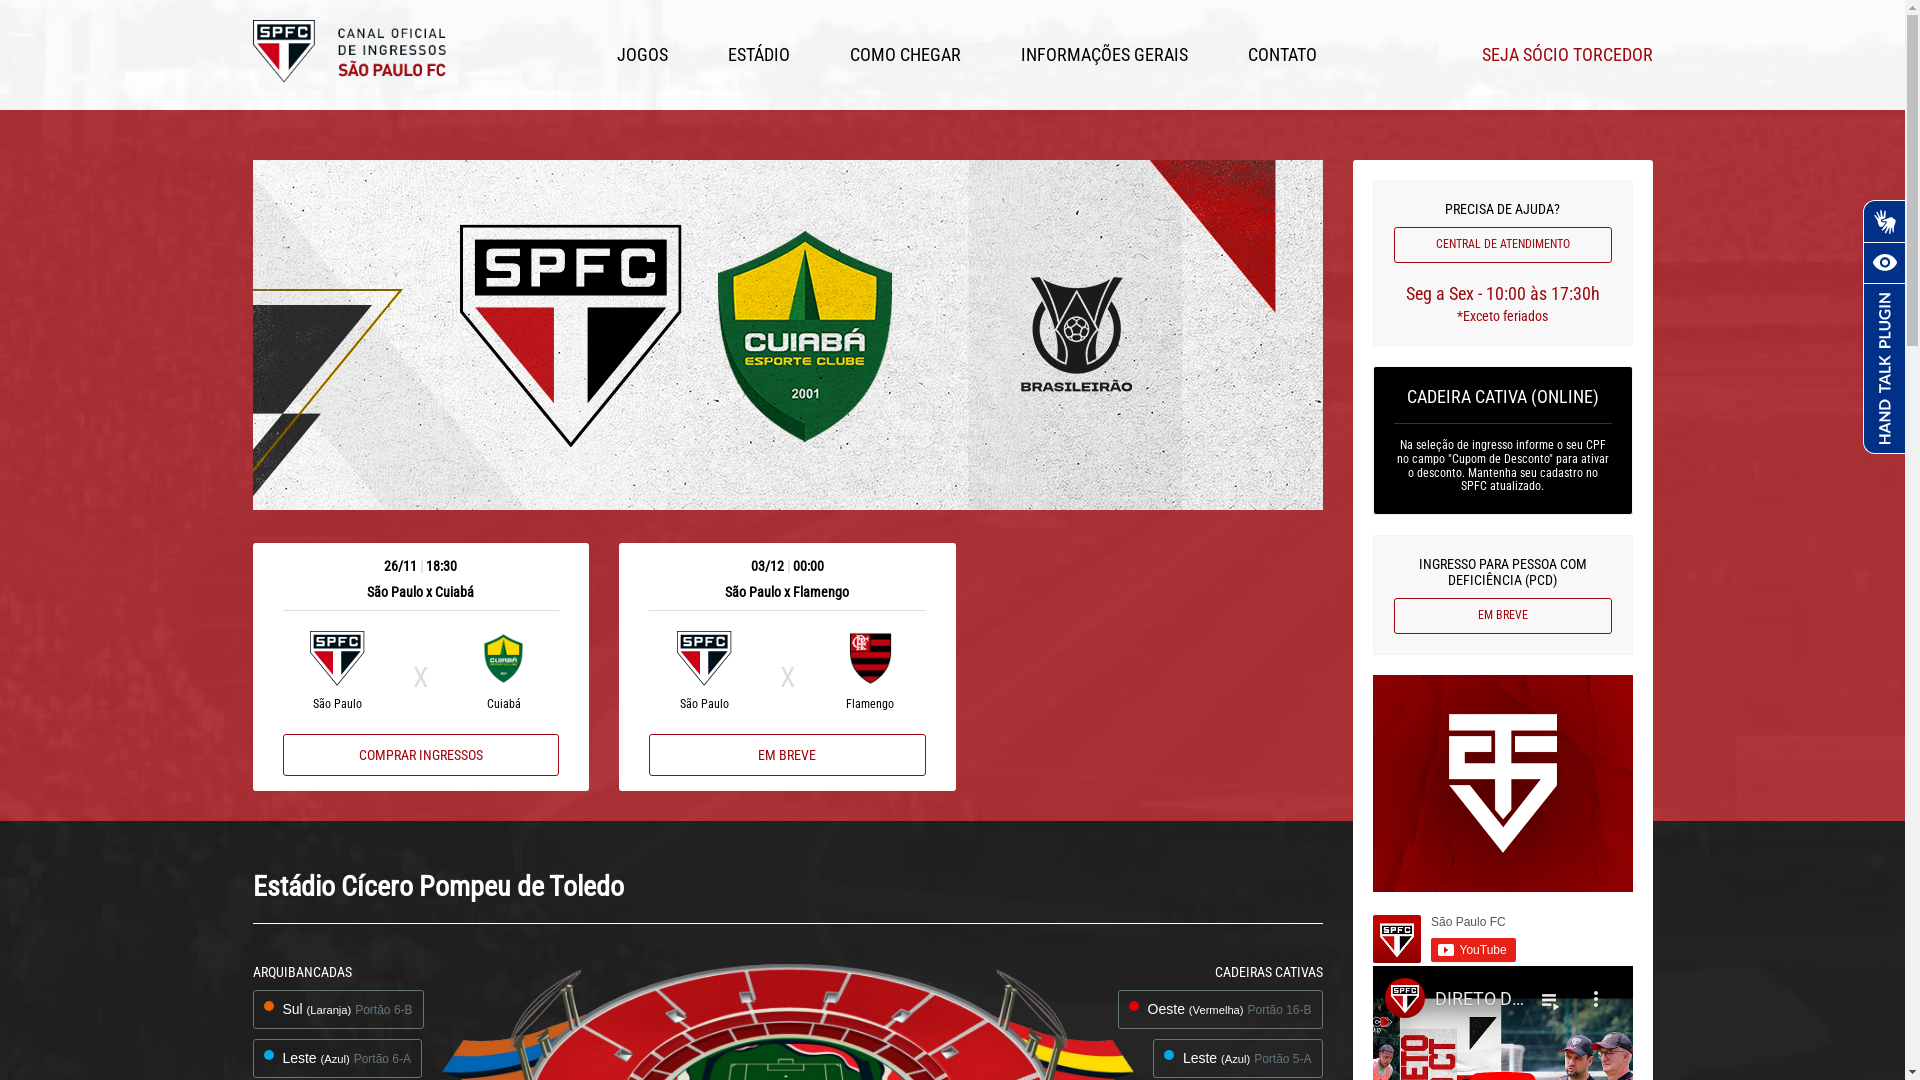 SPFC
CANAL OFICIAL
DE INGRESSOS
SÃO PAULO FC
JOGOS
ESTÁDIO
COMO CHEGAR
INFORMAÇÕES GERAIS
CONTATO
SEJA SÓCIO TORCEDOR
SPFC
CUIABÁ
ESPORTE CLUBE
2001
BRASILEIRÃO
26/11 | 18:30
São Paulo x Cuiabá
SPFC
X
CUIABÁ
São Paulo
Cuiabá
COMPRAR INGRESSOS
03/12 | 00:00
São Paulo x Flamengo
SPFC
X
São Paulo
Flamengo
EM BREVE
PRECISA DE AJUDA?
CENTRAL DE ATENDIMENTO
Seg a Sex - 10:00 às 17:30h
*Exceto feriados
CADEIRA CATIVA (ONLINE)
Na seleção de ingresso informe o seu CPF
no campo "Cupom de Desconto" para ativar
o desconto. Mantenha seu cadastro no
SPFC atualizado.
INGRESSO PARA PESSOA COM
DEFICIÊNCIA (PCD)
EM BREVE
SPFC
São Paulo FC
YouTube
SPFC
DIRETO D...
HAND TALK PLUGIN
Estádio Cícero Pompeu de Toledo
ARQUIBANCADAS
Sul (Laranja) Portão 6-B
Leste (Azul) Portão 6-A
CADEIRAS CATIVAS
Oeste (Vermelha) Portão 16-B
Leste (Azul) Portão 5-A